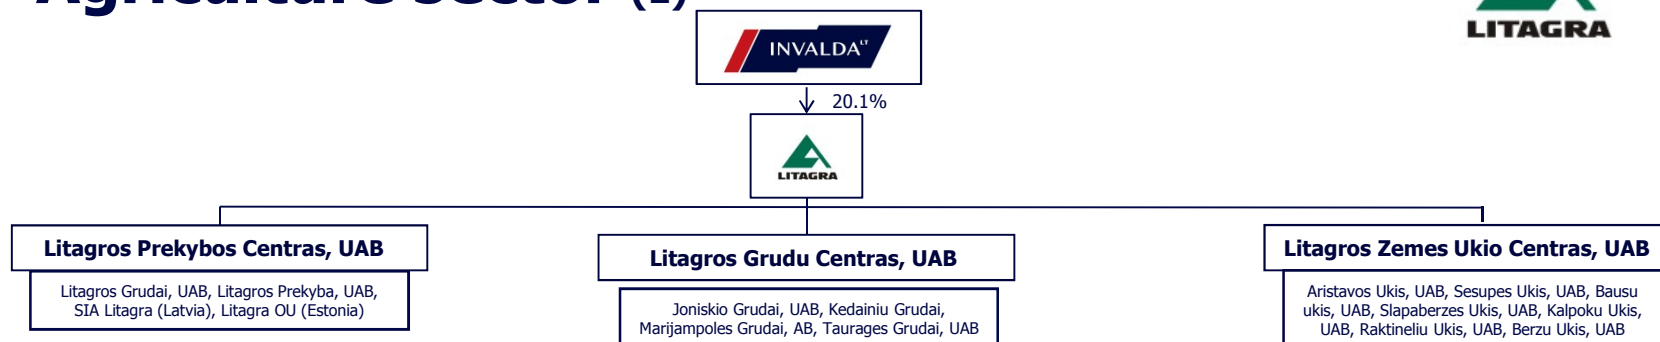 Agriculture sector (1)
LITAGRA
INVALDA LT
20.1%
LITAGRA
Litagros Prekybos Centras, UAB
Litagros Grudai, UAB, Litagros Prekyba, UAB,
SIA Litagra (Latvia), Litagra OU (Estonia)
Litagros Grudu Centras, UAB
Joniskio Grudai, UAB, Kedainiu Grudai,
Marijampoles Grudai, AB, Taurages Grudai, UAB
Litagros Zemes Ukio Centras, UAB
Aristavos Ukis, UAB, Sesupes Ukis, UAB, Bausu
ukis, UAB, Slapaberzes Ukis, UAB, Kalpoku Ukis,
UAB, Raktineliu Ukis, UAB, Berzu Ukis, UAB